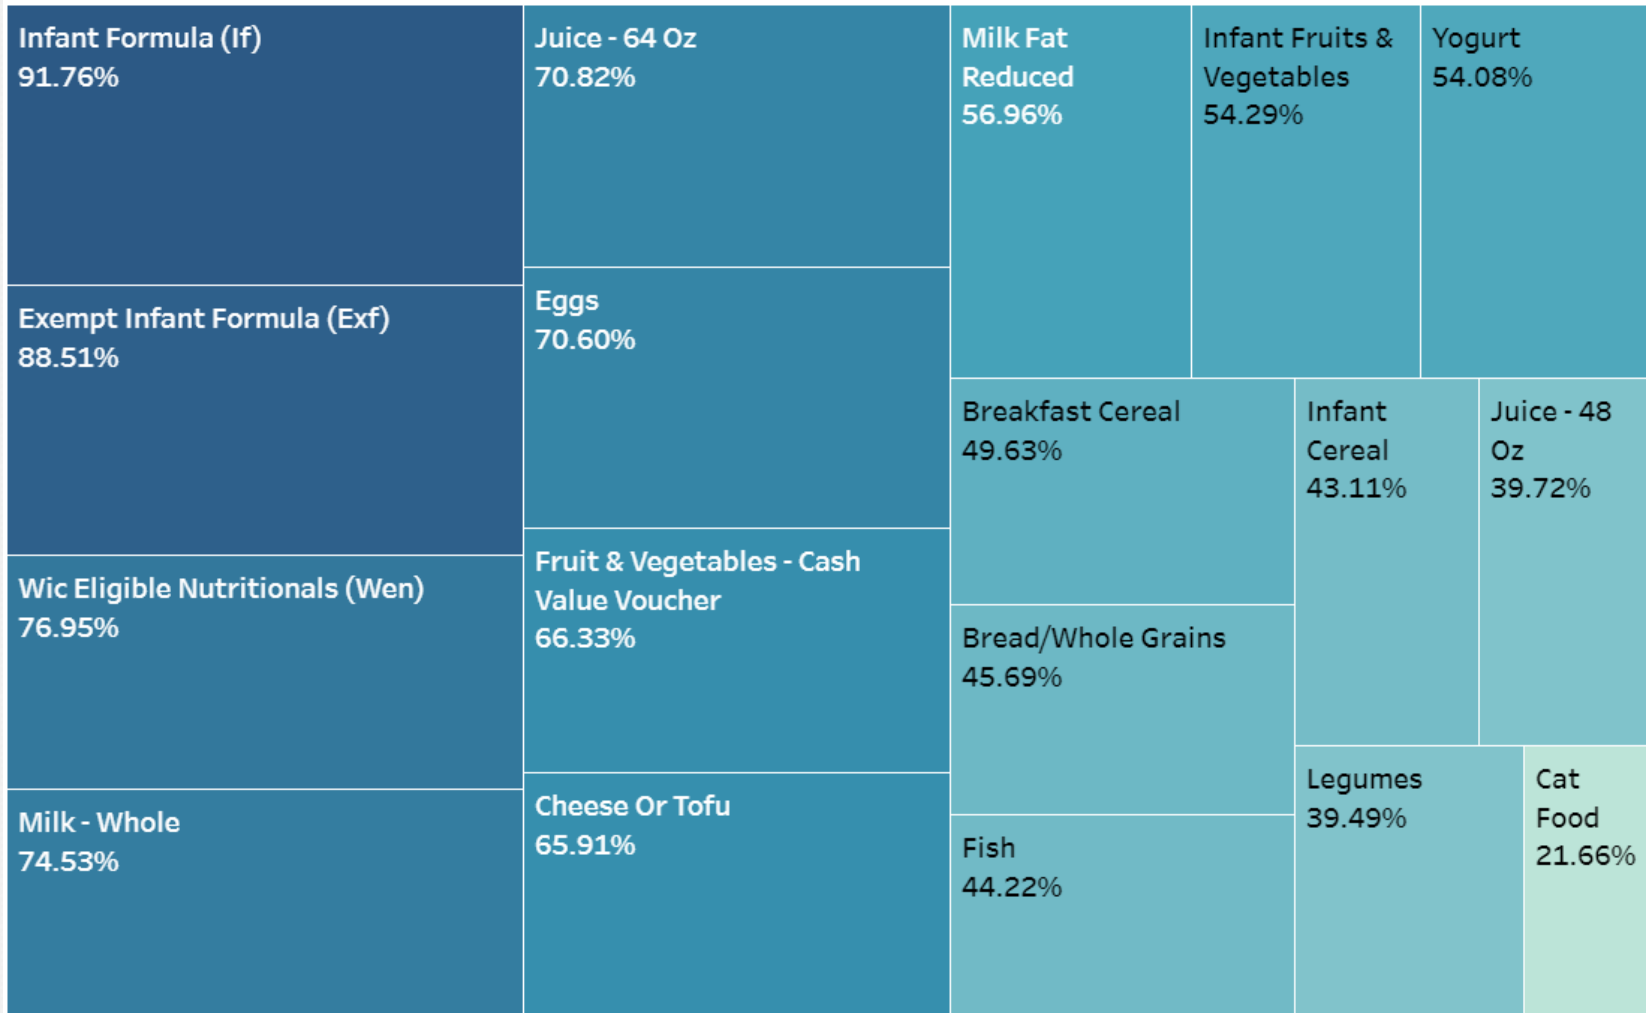 Infant Formula (If)
91.76%
Exempt Infant Formula (Exf)
88.51%
Wic Eligible Nutritionals (Wen)
76.95%
Milk - Whole
74.53%
Juice - 64 Oz
70.82%
Eggs
70.60%
Fruit & Vegetables - Cash
Value Voucher
66.33%
Cheese Or Tofu
65.91%
Milk Fat
Reduced
56.96%
Infant Fruits &
Vegetables
54.29%
Yogurt
54.08%
Breakfast Cereal
49.63%
Bread/Whole Grains
45.69%
Fish
44.22%
Infant
Cereal
43.11%
Juice - 48
Oz
39.72%
Legumes
39.49%
Cat
Food
21.66%